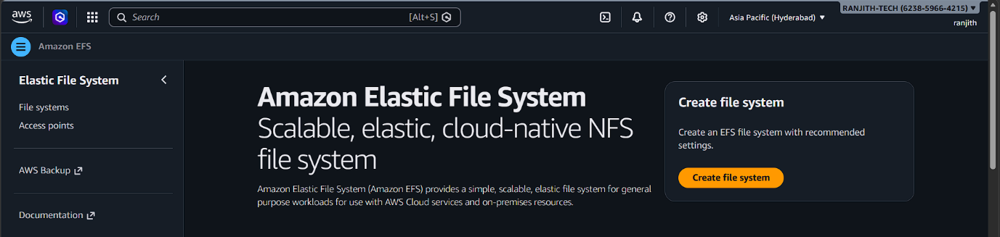 aws
Search
[Alt+S]
Asia Pacific (Hyderabad)
RANJITH-TECH (6238-5966-4215)
ranjith
Amazon EFS
Elastic File System
File systems
Access points
AWS Backup
Documentation
Amazon Elastic File System
Scalable, elastic, cloud-native NFS
file system
Amazon Elastic File System (Amazon EFS) provides a simple, scalable, elastic file system for general
purpose workloads for use with AWS Cloud services and on-premises resources.
Create file system
Create an EFS file system with recommended
settings.
Create file system